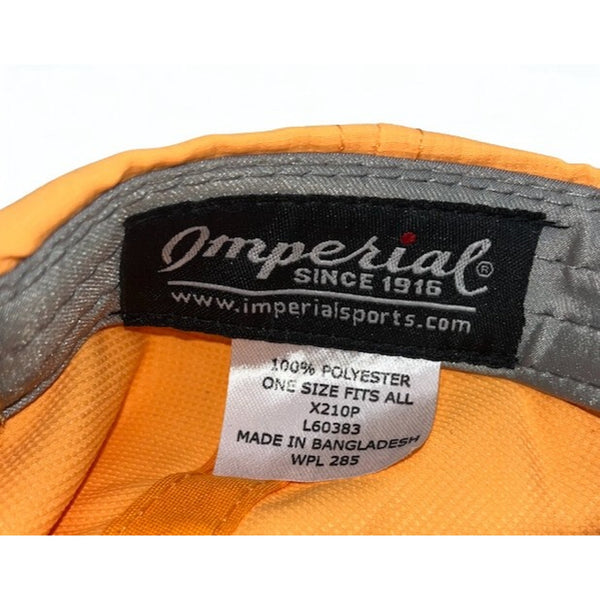 Imperial®
SINCE 1916
www.imperialsports.com
100% POLYESTER
ONE SIZE FITS ALL
X210P
L60383
MADE IN BANGLADESH
WPL 285